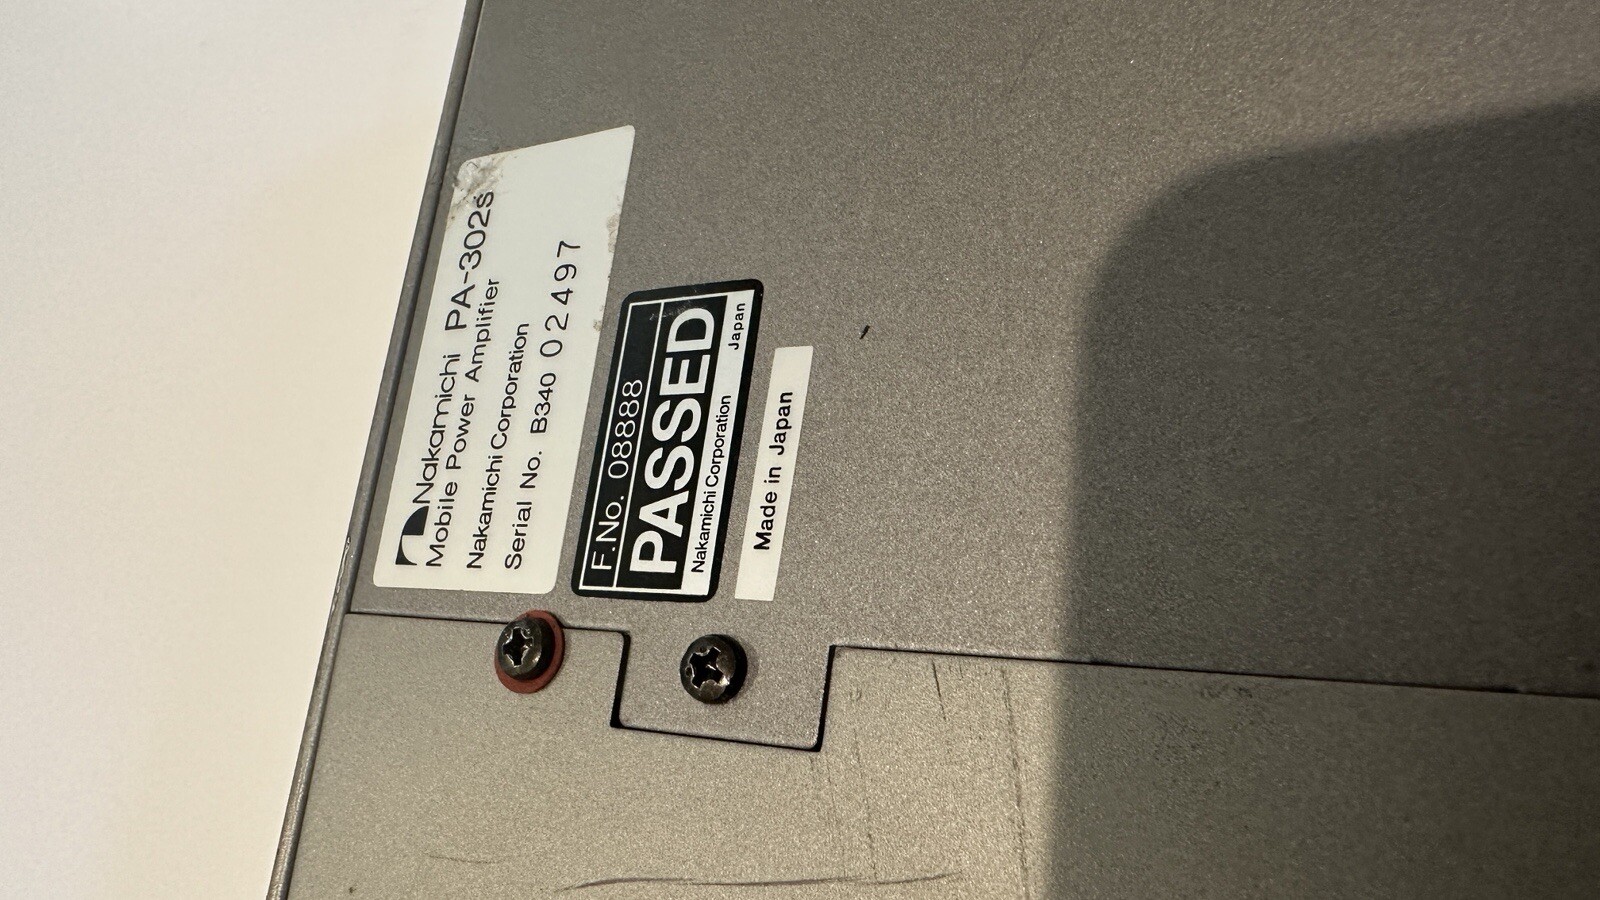 Nakamichi PA-302s
Mobile Power Amplifier
Nakamichi Corporation
Serial No. B340 02497
F.No. 08888
PASSED
Nakamichi Corporation Japan
Made in Japan